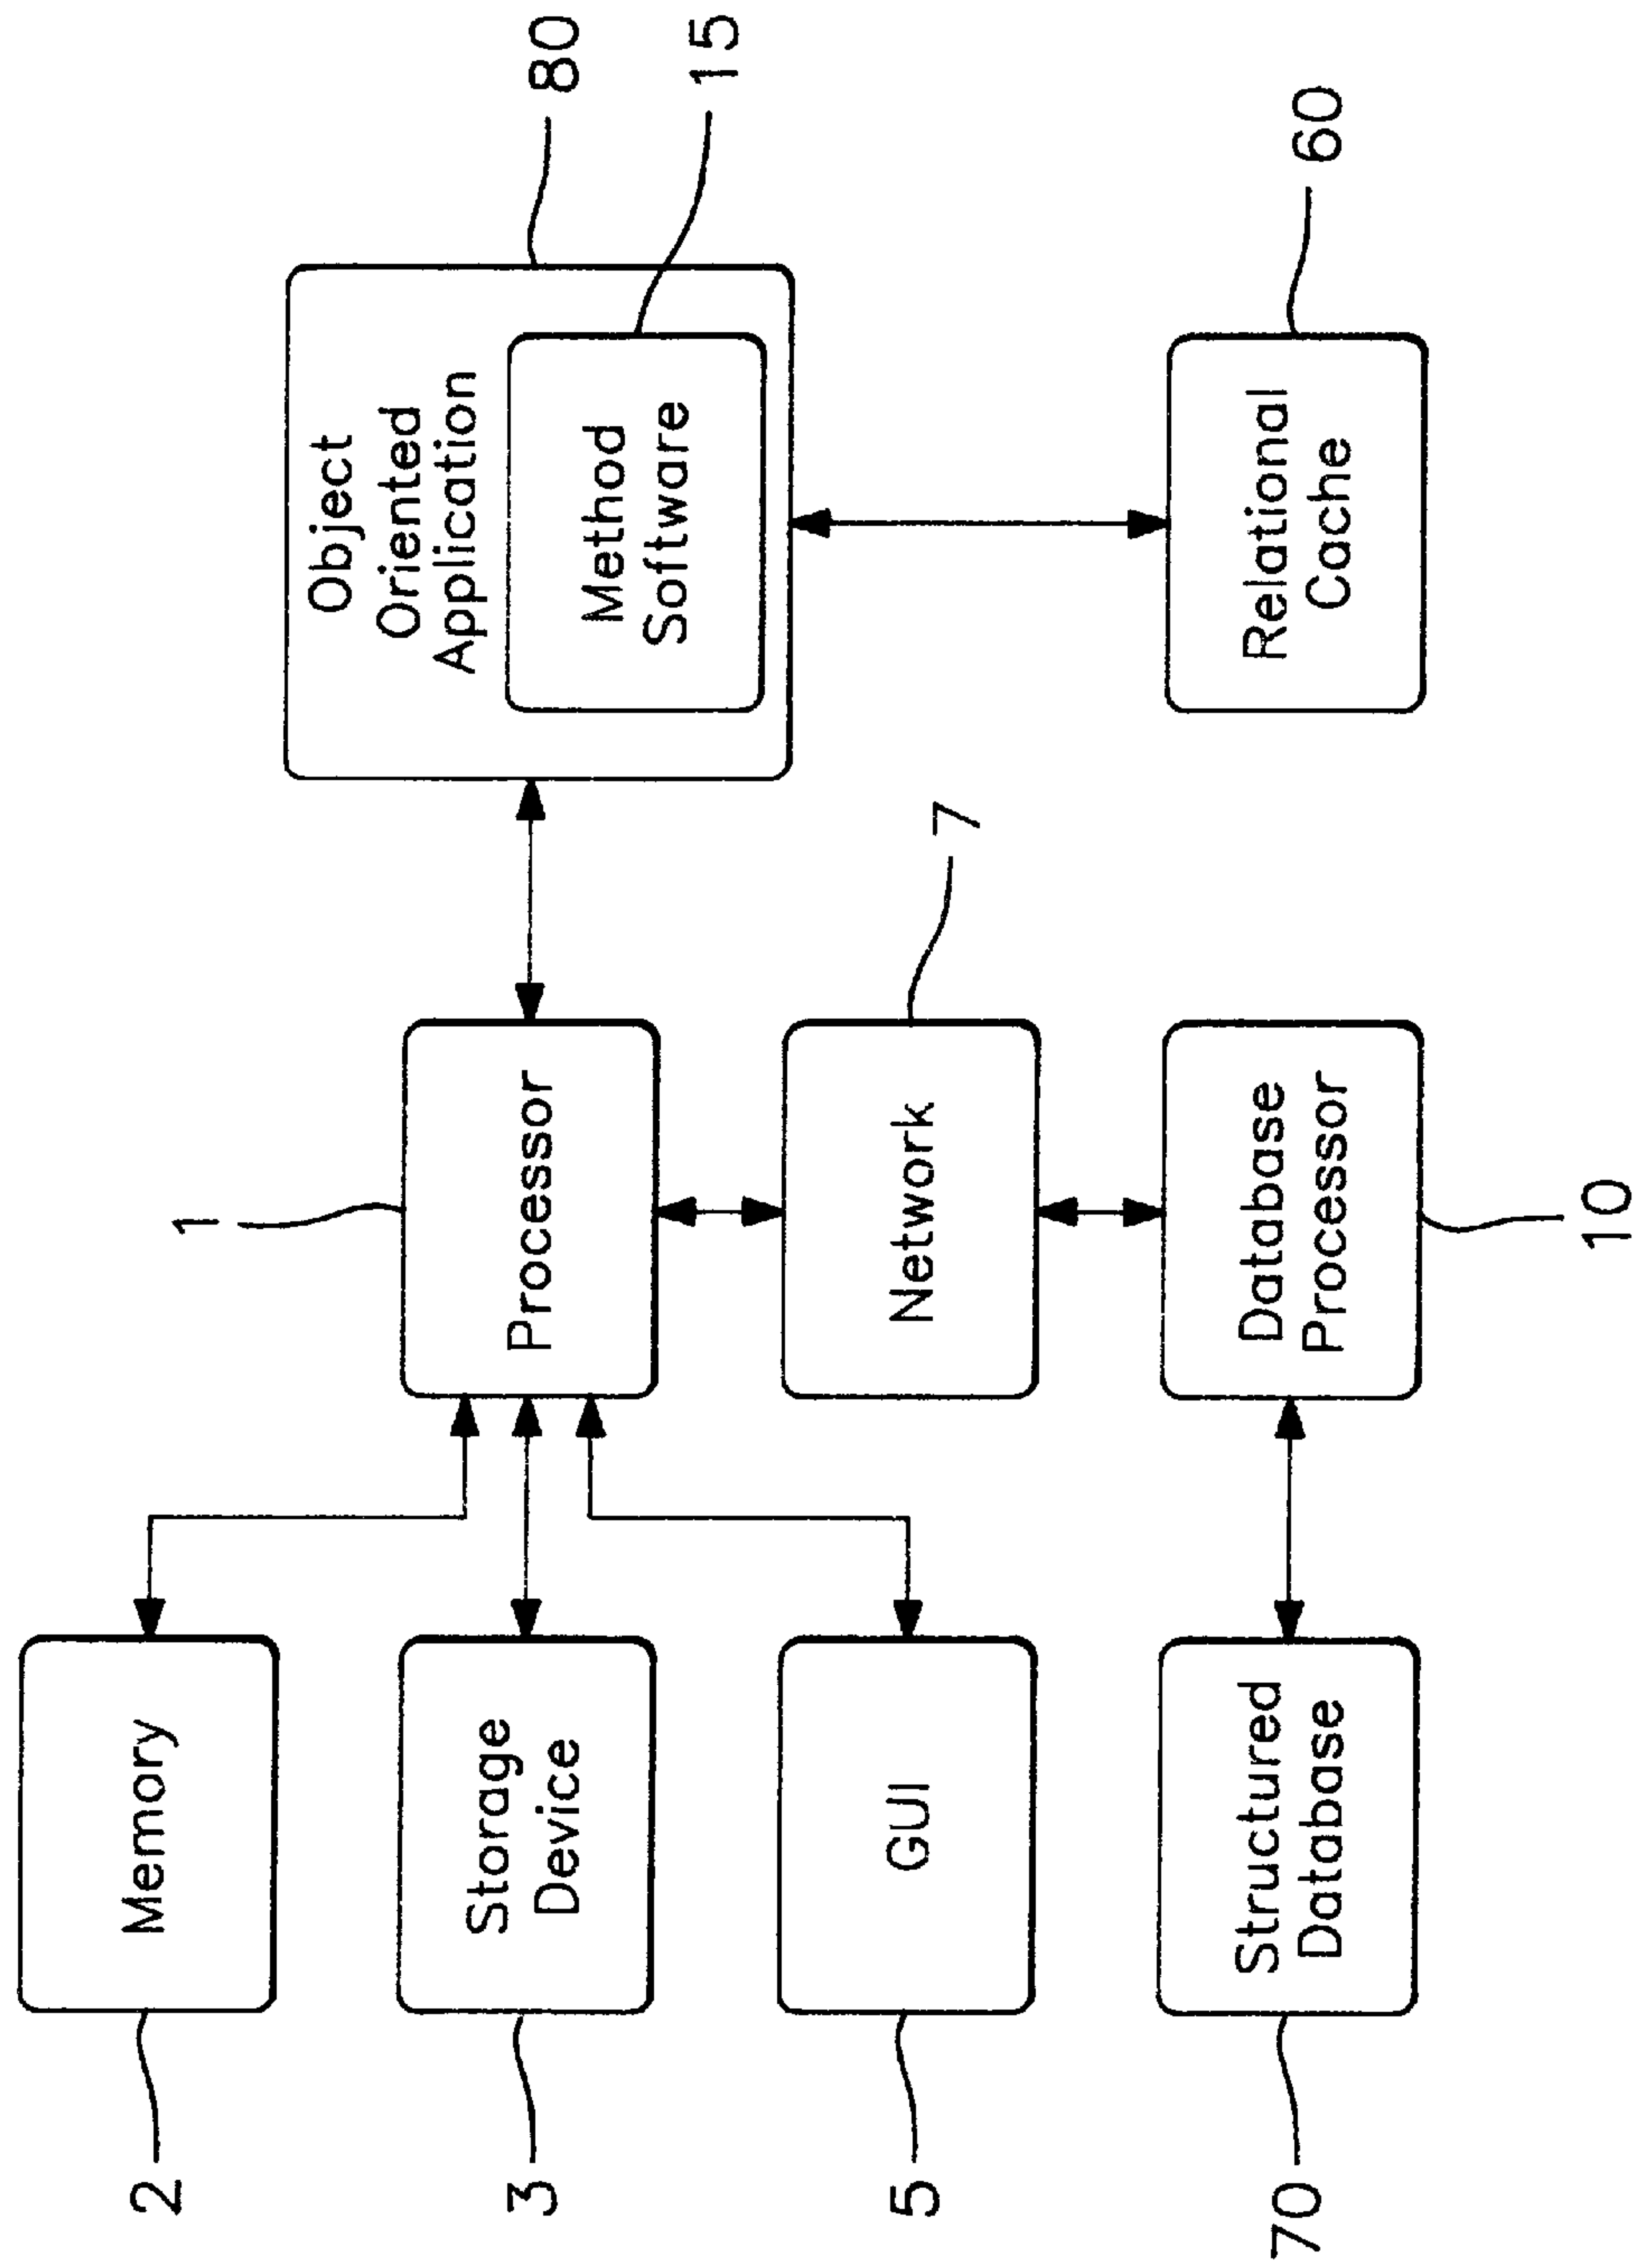 2
Memory
3
Storage
Device
5
GUI
70
Structured
Database
1
Processor
Network
7
Database
Processor
10
Object
Oriented
Application
80
Method
Software
15
Relational
Cache
60